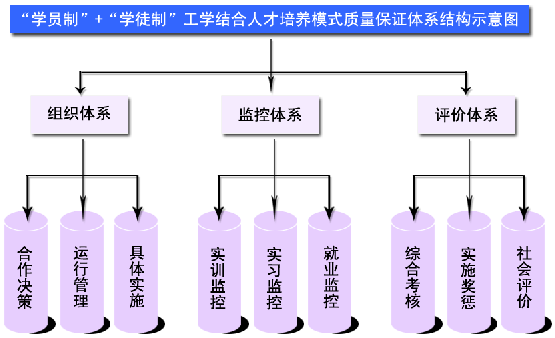 “学员制”+“学徒制”工学结合人才培养模式质量保证体系结构示意图
组织体系
监控体系
评价体系
合作决策
运行管理
具体实施
实训监控
实习监控
就业监控
综合考核
实施奖惩
社会评价